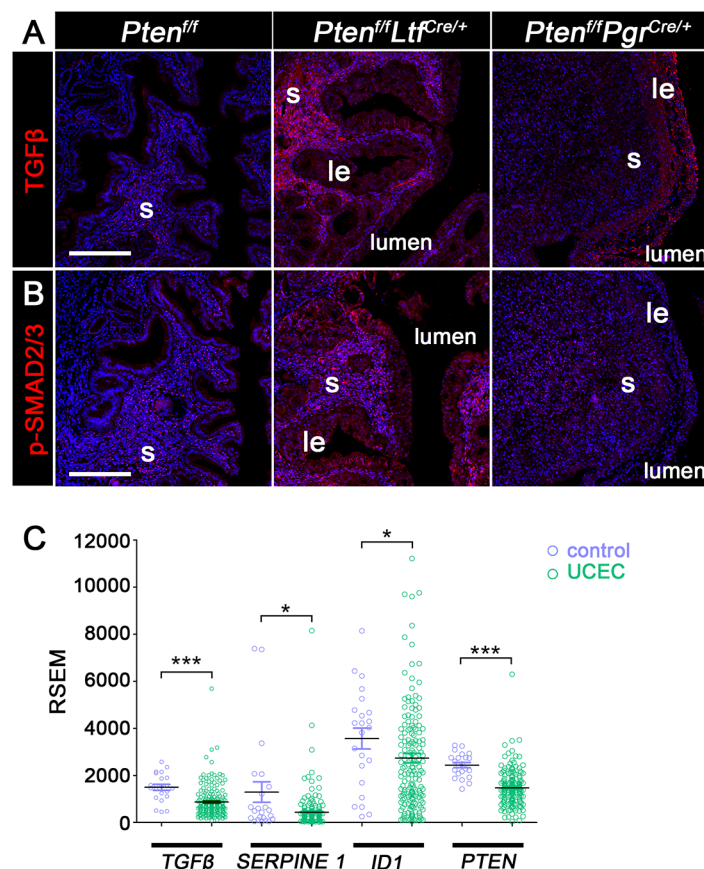 A Pten^f/f Pten^f/f Ltf^Cre/+ Pten^f/f Pgr^Cre/+
TGFβ
s le
s
s le
lumen lumen
B
p-SMAD2/3
lumen le
s s
s le lumen
C
12000
10000
8000
6000
4000
2000
0
RSEM
* * *** ***
control
UCEC
TGFβ SERPINE 1 ID1 PTEN